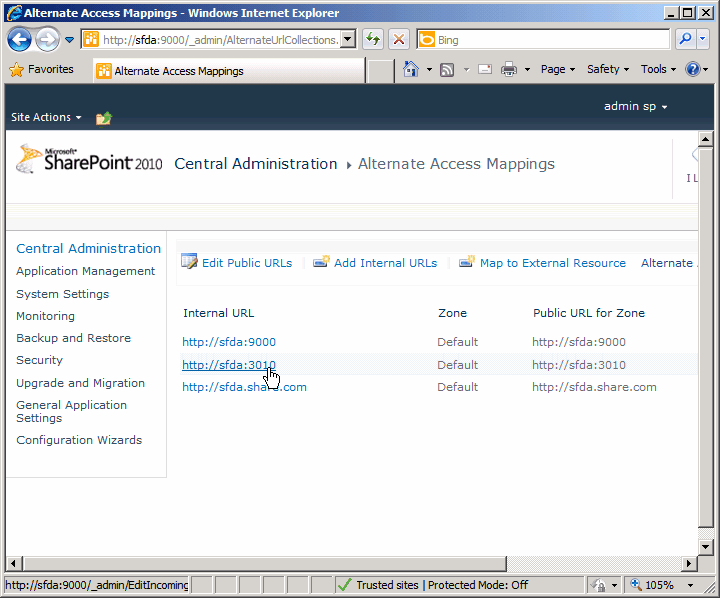 Alternate Access Mappings - Windows Internet Explorer
http://sfda:9000/_admin/AlternateUrlCollections.
Bing
Favorites
Alternate Access Mappings
Page
Safety
Tools
admin sp
Site Actions
Microsoft
SharePoint 2010
Central Administration
Alternate Access Mappings
I L
Central Administration
Application Management
System Settings
Monitoring
Backup and Restore
Security
Upgrade and Migration
General Application
Settings
Configuration Wizards
Edit Public URLs
Add Internal URLs
Map to External Resource
Alternate
Internal URL Zone Public URL for Zone
http://sfda:9000 Default http://sfda:9000
http://sfda:3010 Default http://sfda:3010
http://sfda.share.com Default http://sfda.share.com
http://sfda:9000/_admin/EditIncoming
Trusted sites | Protected Mode: Off
105%